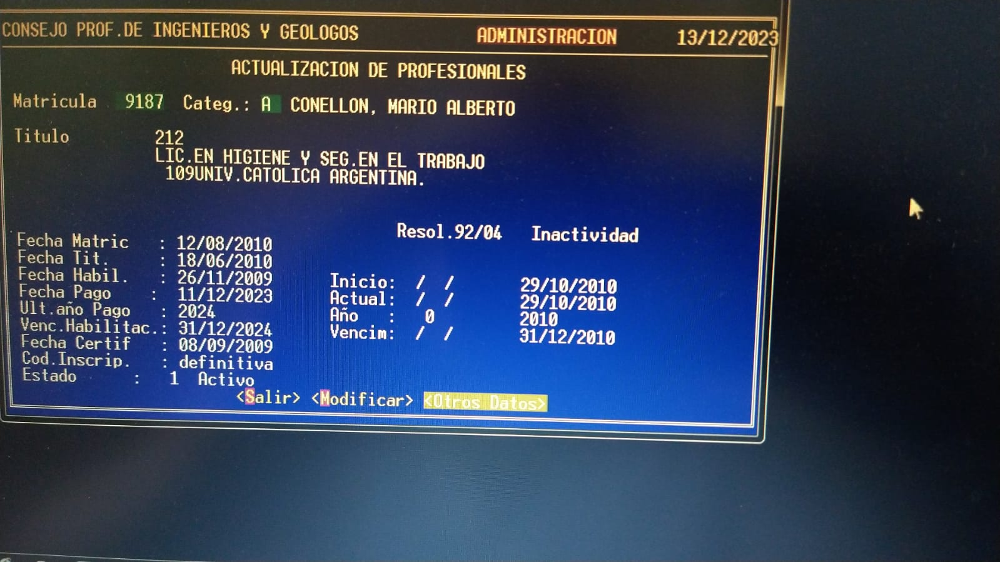 CONSEJO PROF.DE INGENIEROS Y GEOLOGOS ADMINISTRACION 13/12/2023
ACTUALIZACION DE PROFESIONALES
Matricula 9187 Categ.: A CONELLON, MARIO ALBERTO
Titulo 212
LIC.EN HIGIENE Y SEG.EN EL TRABAJO
109UNIV.CATOLICA ARGENTINA.
Resol.92/04 Inactividad
Fecha Matric : 12/08/2010
Fecha Tit. : 18/06/2010
Fecha Habil. : 26/11/2009 Inicio: / / 29/10/2010
Fecha Pago : 11/12/2023 Actual: / / 29/10/2010
Ult.año Pago : 2024 Año : 0 2010
Venc.Habilitac.: 31/12/2024 Vencim: / / 31/12/2010
Fecha Certif : 08/09/2009
Cod.Inscrip. : definitiva
Estado : 1 Activo
<Salir> <Modificar> <Otros Datos>